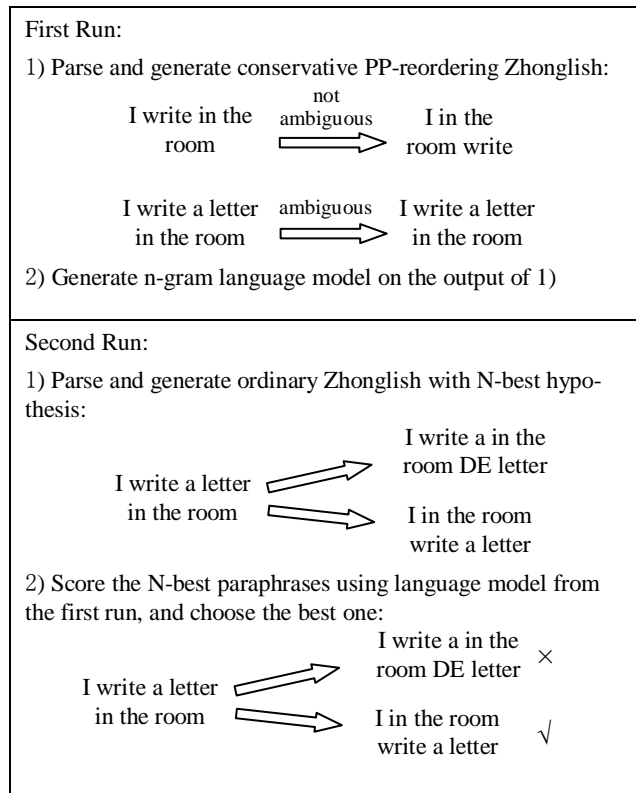 First Run:
1) Parse and generate conservative PP-reordering Zhonglish:
I write in the
room
not
ambiguous
I in the
room write
I write a letter
in the room
ambiguous
I write a letter
in the room
2) Generate n-gram language model on the output of 1)
Second Run:
1) Parse and generate ordinary Zhonglish with N-best hypo-
thesis:
I write a letter
in the room
I write a in the
room DE letter
I in the room
write a letter
2) Score the N-best paraphrases using language model from
the first run, and choose the best one:
I write a letter
in the room
I write a in the
room DE letter ×
I in the room
write a letter √